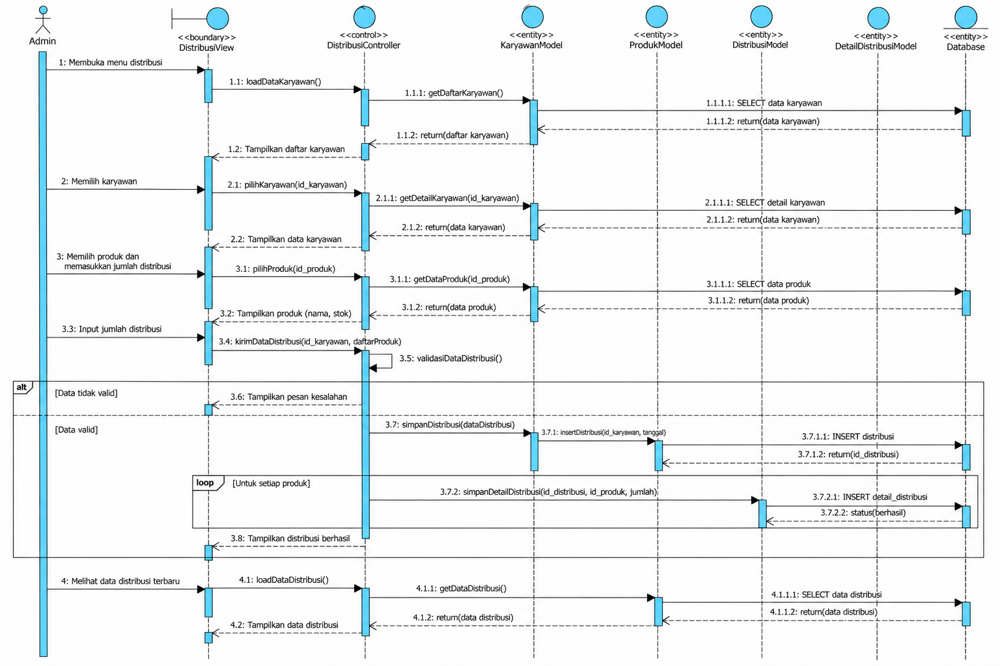 Admin
<<boundary>>
DistribusiView
<<control>>
DistribusiController
<<entity>>
KaryawanModel
<<entity>>
ProdukModel
<<entity>>
DistribusiModel
<<entity>>
DetailDistribusiModel
<<entity>>
Database
1: Membuka menu distribusi
1.1: loadDataKaryawan()
1.1.1: getDaftarKaryawan()
1.1.1.1: SELECT data karyawan
1.1.1.2: return(data karyawan)
1.1.2: return(daftar karyawan)
1.2: Tampilkan daftar karyawan
2: Memilih karyawan
2.1: pilihKaryawan(id_karyawan)
2.1.1: getDetailKaryawan(id_karyawan)
2.1.1.1: SELECT detail karyawan
2.1.1.2: return(data karyawan)
2.1.2: return(data karyawan)
2.2: Tampilkan data karyawan
3: Memilih produk dan
memasukkan jumlah distribusi
3.1: pilihProduk(id_produk)
3.1.1: getDataProduk(id_produk)
3.1.1.1: SELECT data produk
3.1.1.2: return(data produk)
3.1.2: return(data produk)
3.2: Tampilkan produk (nama, stok)
3.3: Input jumlah distribusi
3.4: kirimDataDistribusi(id_karyawan, daftarProduk)
3.5: validasiDataDistribusi()
alt
[Data tidak valid]
3.6: Tampilkan pesan kesalahan
[Data valid]
3.7: simpanDistribusi(dataDistribusi)
3.7.1: insertDistribusi(id_karyawan, tanggal)
3.7.1.1: INSERT distribusi
3.7.1.2: return(id_distribusi)
loop
[Untuk setiap produk]
3.7.2: simpanDetailDistribusi(id_distribusi, id_produk, jumlah)
3.7.2.1: INSERT detail_distribusi
3.7.2.2: status(berhasil)
3.8: Tampilkan distribusi berhasil
4: Melihat data distribusi terbaru
4.1: loadDataDistribusi()
4.1.1: getDataDistribusi()
4.1.1.1: SELECT data distribusi
4.1.1.2: return(data distribusi)
4.1.2: return(data distribusi)
4.2: Tampilkan data distribusi